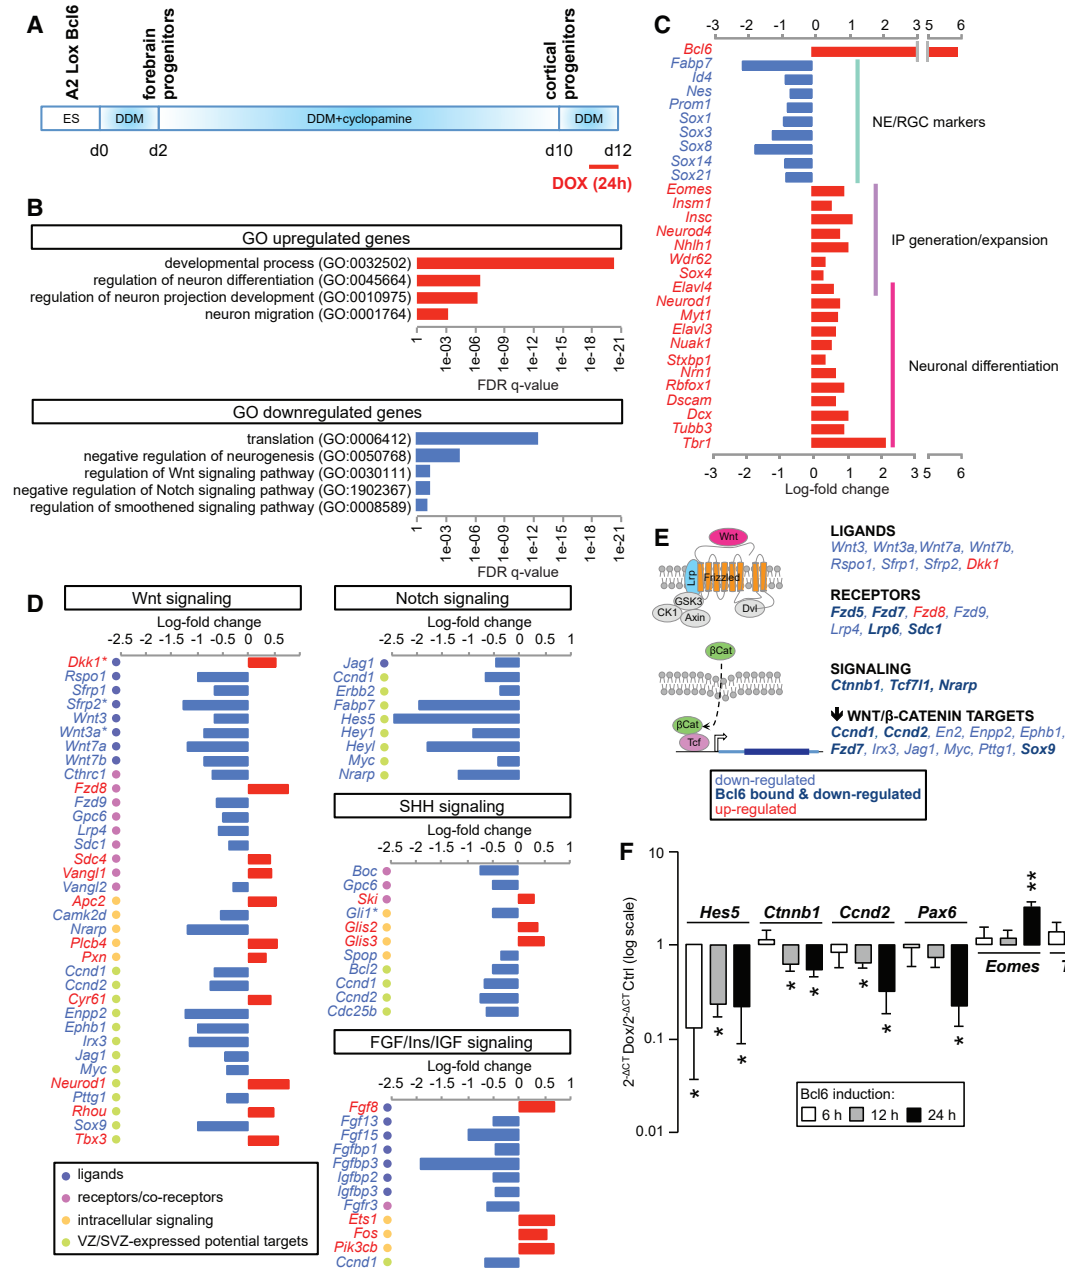 A
A2 Lox Bcl6
forebrain
progenitors
cortical
progenitors
ES
DDM
DDM+cyclopamine
DDM
d0
d2
d10
d12
DOX (24h)
B
GO upregulated genes
developmental process (GO:0032502)
regulation of neuron differentiation (GO:0045664)
regulation of neuron projection development (GO:0010975)
neuron migration (GO:0001764)
1 1e-03 1e-06 1e-09 1e-12 1e-15 1e-18 1e-21
FDR q-value
GO downregulated genes
translation (GO:0006412)
negative regulation of neurogenesis (GO:0050768)
regulation of Wnt signaling pathway (GO:0030111)
negative regulation of Notch signaling pathway (GO:1902367)
regulation of smoothened signaling pathway (GO:0008589)
1 1e-03 1e-06 1e-09 1e-12 1e-15 1e-18 1e-21
FDR q-value
C
-3 -2 -1 0 1 2 3 5 6
Bcl6
Fabp7
Id4
Nes
Prom1
Sox1
Sox3
Sox8
Sox14
Sox21
Eomes
Insm1
Insc
Neurod4
Nhlh1
Wdr62
Sox4
Elavl4
Neurod1
Myt1
Elavl3
Nuak1
Stxbp1
Nrn1
Rbfox1
Dscam
Dcx
Tubb3
Tbr1
NE/RGC markers
IP generation/expansion
Neuronal differentiation
-3 -2 -1 0 1 2 3 5 6
Log-fold change
D
Wnt signaling
Log-fold change
-2.5 -2 -1.5 -1 -0.5 0 0.5 1
Dkk1*
Rspo1
Sfrp1
Sfrp2*
Wnt3
Wnt3a*
Wnt7a
Wnt7b
Cthrc1
Fzd8
Fzd9
Gpc6
Lrp4
Sdc1
Sdc4
Vangl1
Vangl2
Apc2
Camk2d
Nrarp
Plcb4
Pxn
Ccnd1
Ccnd2
Cyr61
Enpp2
Ephb1
Irx3
Jag1
Myc
Neurod1
Pttg1
Rhou
Sox9
Tbx3
ligands
receptors/co-receptors
intracellular signaling
VZ/SVZ-expressed potential targets
Notch signaling
Log-fold change
-2.5 -2 -1.5 -1 -0.5 0 0.5 1
Jag1
Ccnd1
Erbb2
Fabp7
Hes5
Hey1
Heyl
Myc
Nrarp
SHH signaling
Log-fold change
-2.5 -2 -1.5 -1 -0.5 0 0.5 1
Boc
Gpc6
Ski
Gli1*
Glis2
Glis3
Spop
Bcl2
Ccnd1
Ccnd2
Cdc25b
FGF/Ins/IGF signaling
Log-fold change
-2.5 -2 -1.5 -1 -0.5 0 0.5 1
Fgf8
Fgf13
Fgf15
Fgfbp1
Fgfbp3
Igfbp2
Igfbp3
Fgfr3
Ets1
Fos
Pik3cb
Ccnd1
E
Wnt
Lrp
Frizzled
GSK3
CK1
Axin
Dvl
βCat
βCat
Tcf
LIGANDS
Wnt3, Wnt3a, Wnt7a, Wnt7b,
Rspo1, Sfrp1, Sfrp2, Dkk1
RECEPTORS
Fzd5, Fzd7, Fzd8, Fzd9,
Lrp4, Lrp6, Sdc1
SIGNALING
Ctnnb1, Tcf7l1, Nrarp
WNT/β-CATENIN TARGETS
Ccnd1, Ccnd2, En2, Enpp2, Ephb1,
Fzd7, Irx3, Jag1, Myc, Pttg1, Sox9
down-regulated
Bcl6 bound & down-regulated
up-regulated
F
2-ΔCT Dox/2-ΔCT Ctrl (log scale)
10
1
0.1
0.01
Hes5
Ctnnb1
Ccnd2
Pax6
Eomes
* * * * * * * * **
Bcl6 induction:
6 h 12 h 24 h